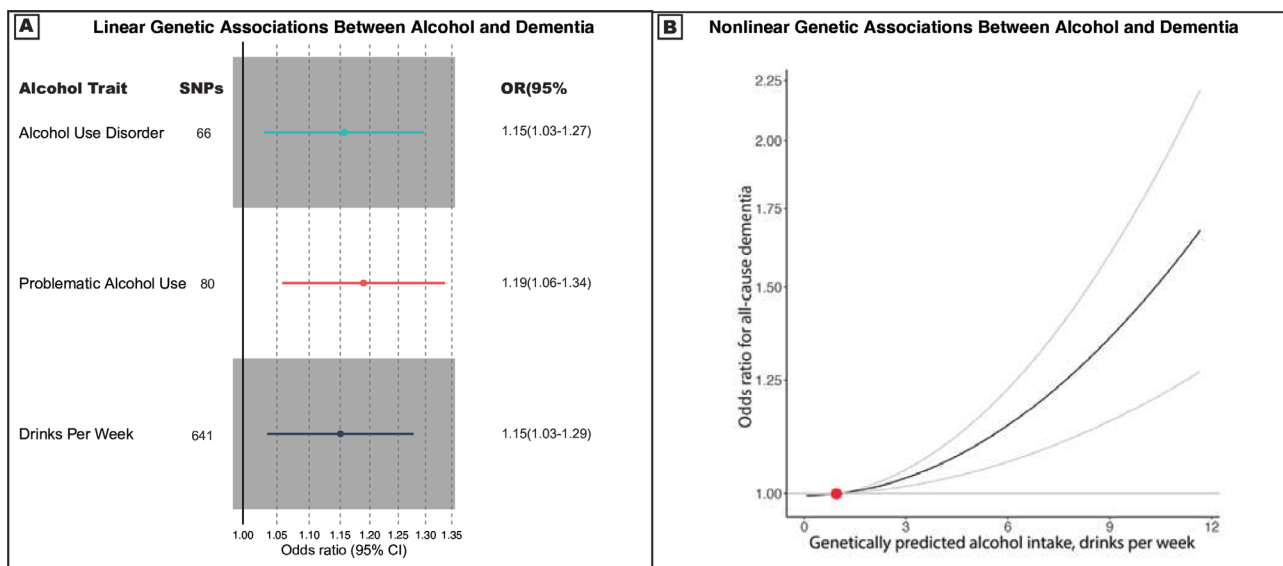 A Linear Genetic Associations Between Alcohol and Dementia
Alcohol Trait SNPs OR(95%
Alcohol Use Disorder 66 1.15(1.03-1.27)
Problematic Alcohol Use 80 1.19(1.06-1.34)
Drinks Per Week 641 1.15(1.03-1.29)
1.00 1.05 1.10 1.15 1.20 1.25 1.30 1.35
Odds ratio (95% CI)
B Nonlinear Genetic Associations Between Alcohol and Dementia
Odds ratio for all-cause dementia
2.25
2.00
1.75
1.50
1.25
1.00
0 3 6 9 12
Genetically predicted alcohol intake, drinks per week